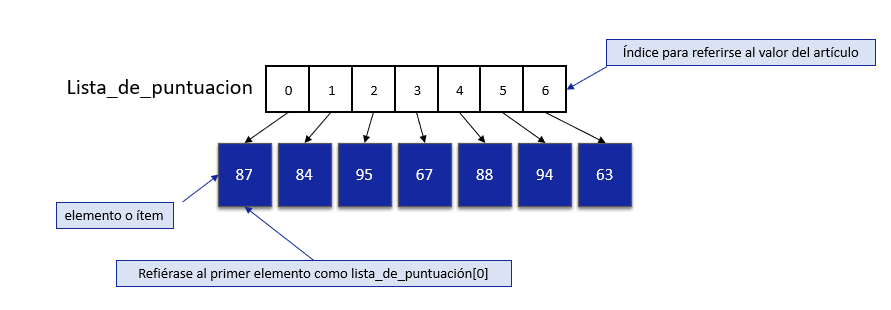 Índice para referirse al valor del artículo
Lista_de_puntuacion 0 1 2 3 4 5 6
87 84 95 67 88 94 63
elemento o ítem
Refiérase al primer elemento como lista_de_puntuación[0]